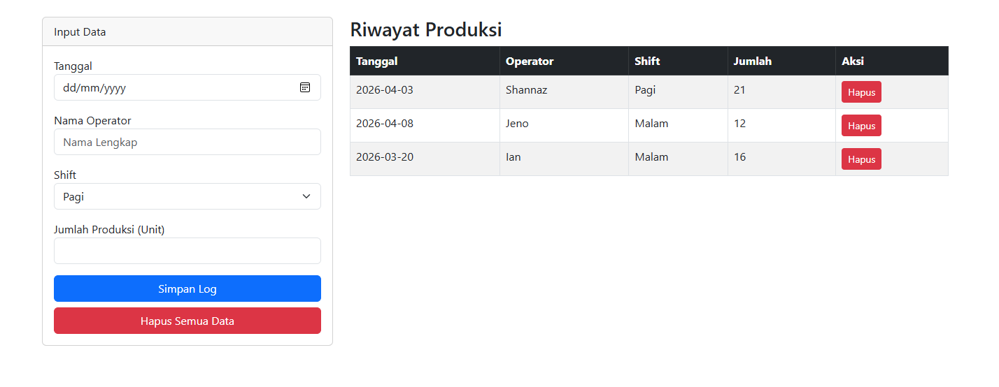 Input Data
Tanggal
dd/mm/yyyy
Nama Operator
Nama Lengkap
Shift
Pagi
Jumlah Produksi (Unit)
Simpan Log
Hapus Semua Data
Riwayat Produksi
Tanggal Operator Shift Jumlah Aksi
2026-04-03 Shannaz Pagi 21 Hapus
2026-04-08 Jeno Malam 12 Hapus
2026-03-20 Ian Malam 16 Hapus